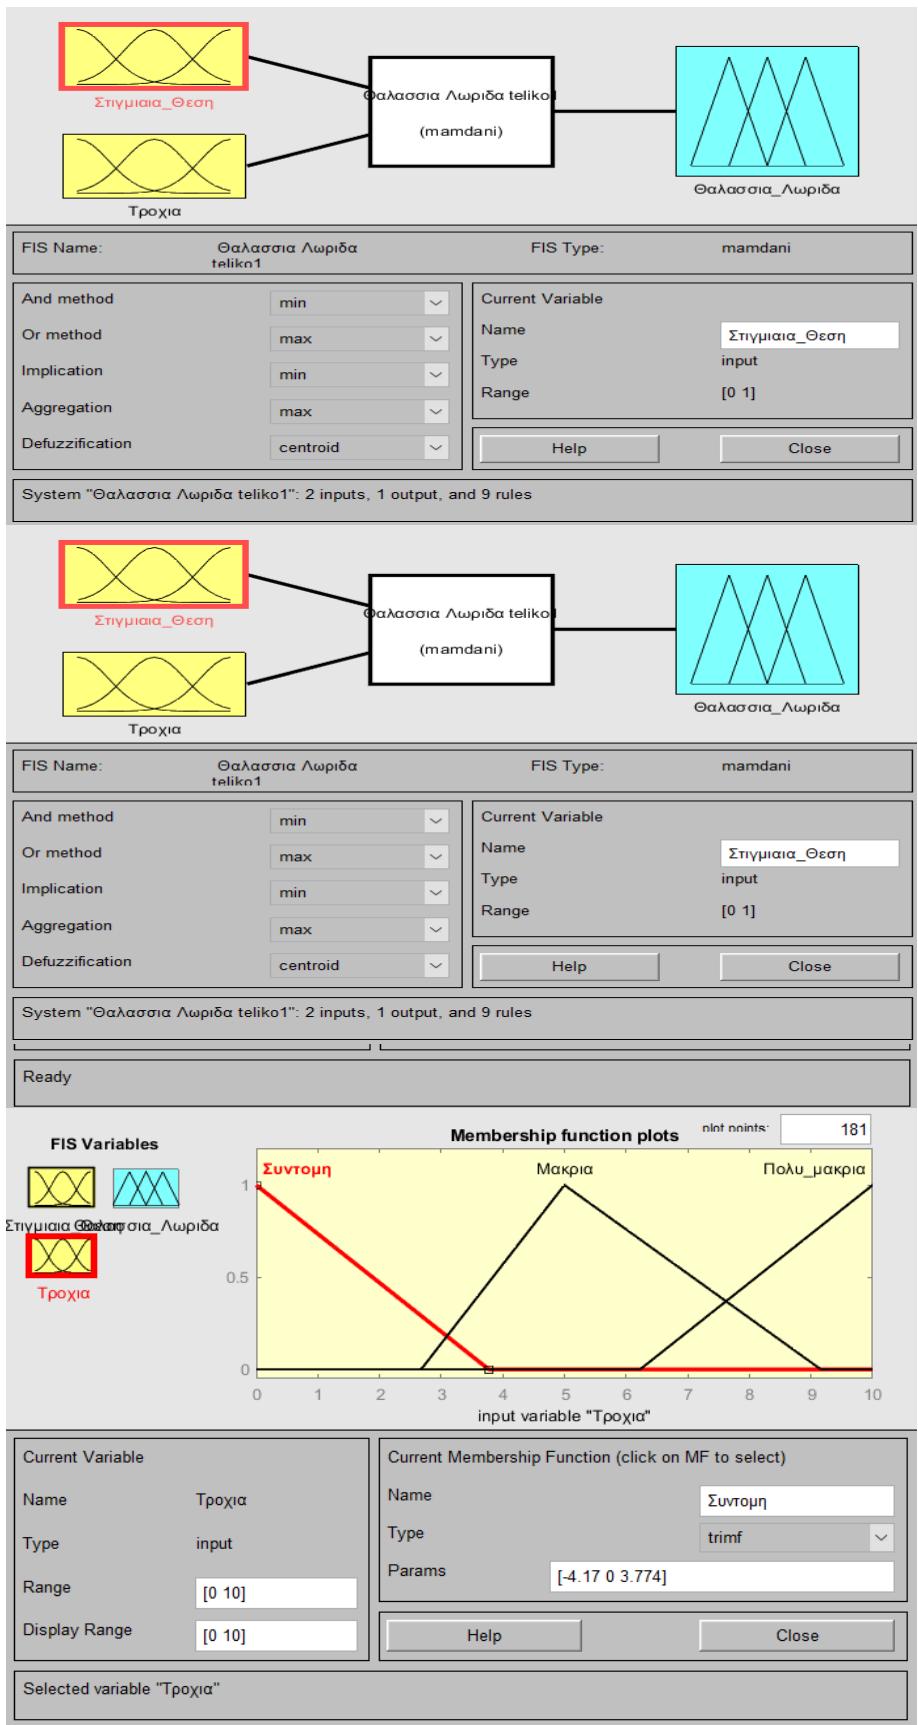 Στιγμιαια_Θεση
Θαλασσια Λωριδα teliko1
(mamdani)
Τροχια
Θαλασσια_Λωριδα
FIS Name: Θαλασσια Λωριδα teliko1
FIS Type: mamdani
And method min
Or method max
Implication min
Aggregation max
Defuzzification centroid
Current Variable
Name Στιγμιαια_Θεση
Type input
Range [0 1]
Help Close
System "Θαλασσια Λωριδα teliko1": 2 inputs, 1 output, and 9 rules
Στιγμιαια_Θεση
Θαλασσια Λωριδα teliko1
(mamdani)
Τροχια
Θαλασσια_Λωριδα
FIS Name: Θαλασσια Λωριδα teliko1
FIS Type: mamdani
And method min
Or method max
Implication min
Aggregation max
Defuzzification centroid
Current Variable
Name Στιγμιαια_Θεση
Type input
Range [0 1]
Help Close
System "Θαλασσια Λωριδα teliko1": 2 inputs, 1 output, and 9 rules
Ready
FIS Variables
Στιγμιαια_Θεση
Θαλασσια_Λωριδα
Τροχια
Membership function plots
plot points: 181
Συντομη Μακρια Πολυ_μακρια
1
0.5
0
0 1 2 3 4 5 6 7 8 9 10
input variable "Τροχια"
Current Variable
Name Τροχια
Type input
Range [0 10]
Display Range [0 10]
Current Membership Function (click on MF to select)
Name Συντομη
Type trimf
Params [-4.17 0 3.774]
Help Close
Selected variable "Τροχια"